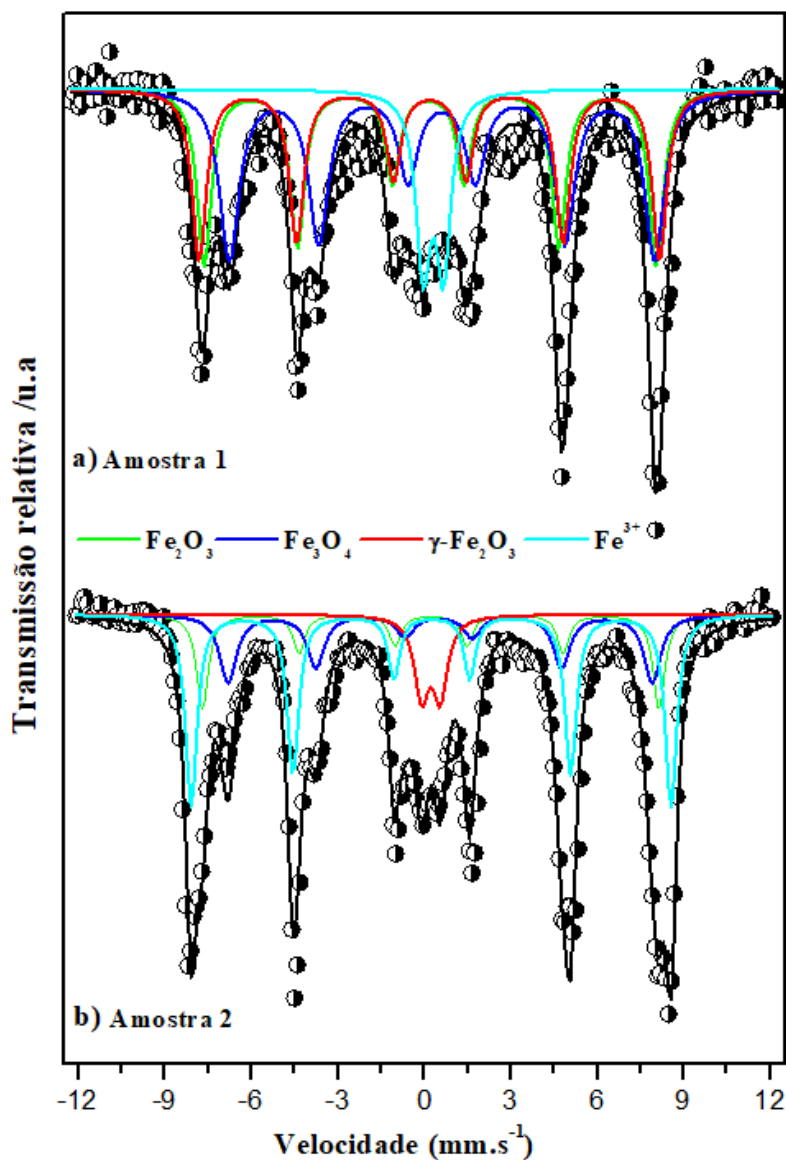 Transmissão relativa /u.a
a) Amostra 1
Fe₂O₃ Fe₃O₄ γ-Fe₂O₃ Fe³⁺
b) Amostra 2
-12 -9 -6 -3 0 3 6 9 12
Velocidade (mm.s⁻¹)